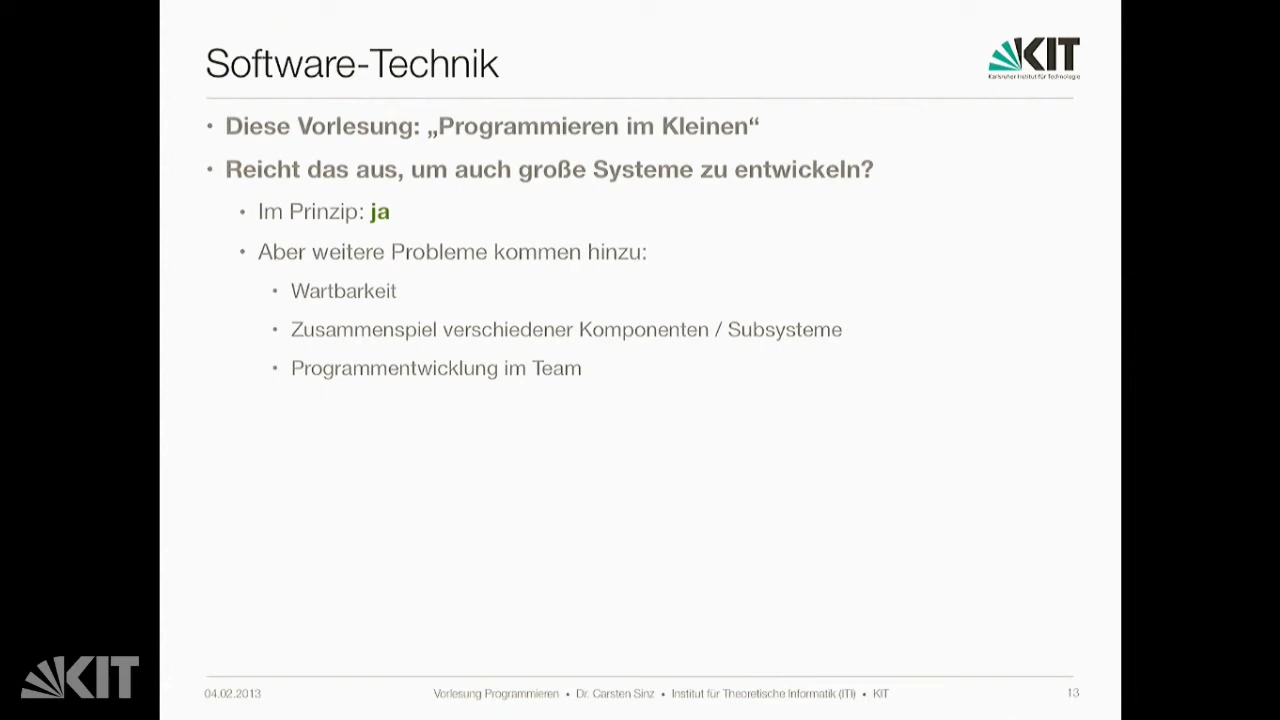 Software-Technik
KIT
Karlsruher Institut für Technologie
• Diese Vorlesung: „Programmieren im Kleinen“
• Reicht das aus, um auch große Systeme zu entwickeln?
• Im Prinzip: ja
• Aber weitere Probleme kommen hinzu:
• Wartbarkeit
• Zusammenspiel verschiedener Komponenten / Subsysteme
• Programmentwicklung im Team
KIT
04.02.2013 Vorlesung Programmieren • Dr. Carsten Sinz • Institut für Theoretische Informatik (ITI) • KIT 13